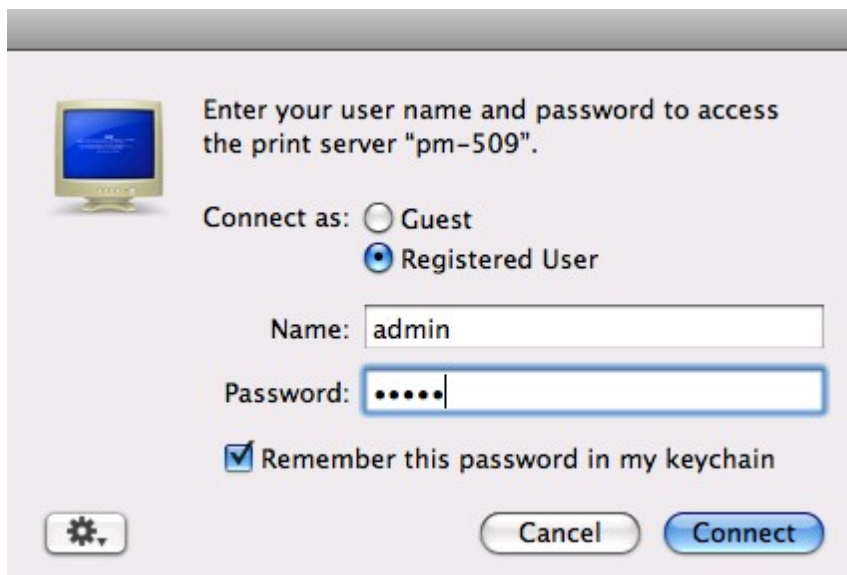 Enter your user name and password to access
the print server “pm-509”.
Connect as: Guest
Registered User
Name: admin
Password: •••••
Remember this password in my keychain
Cancel Connect